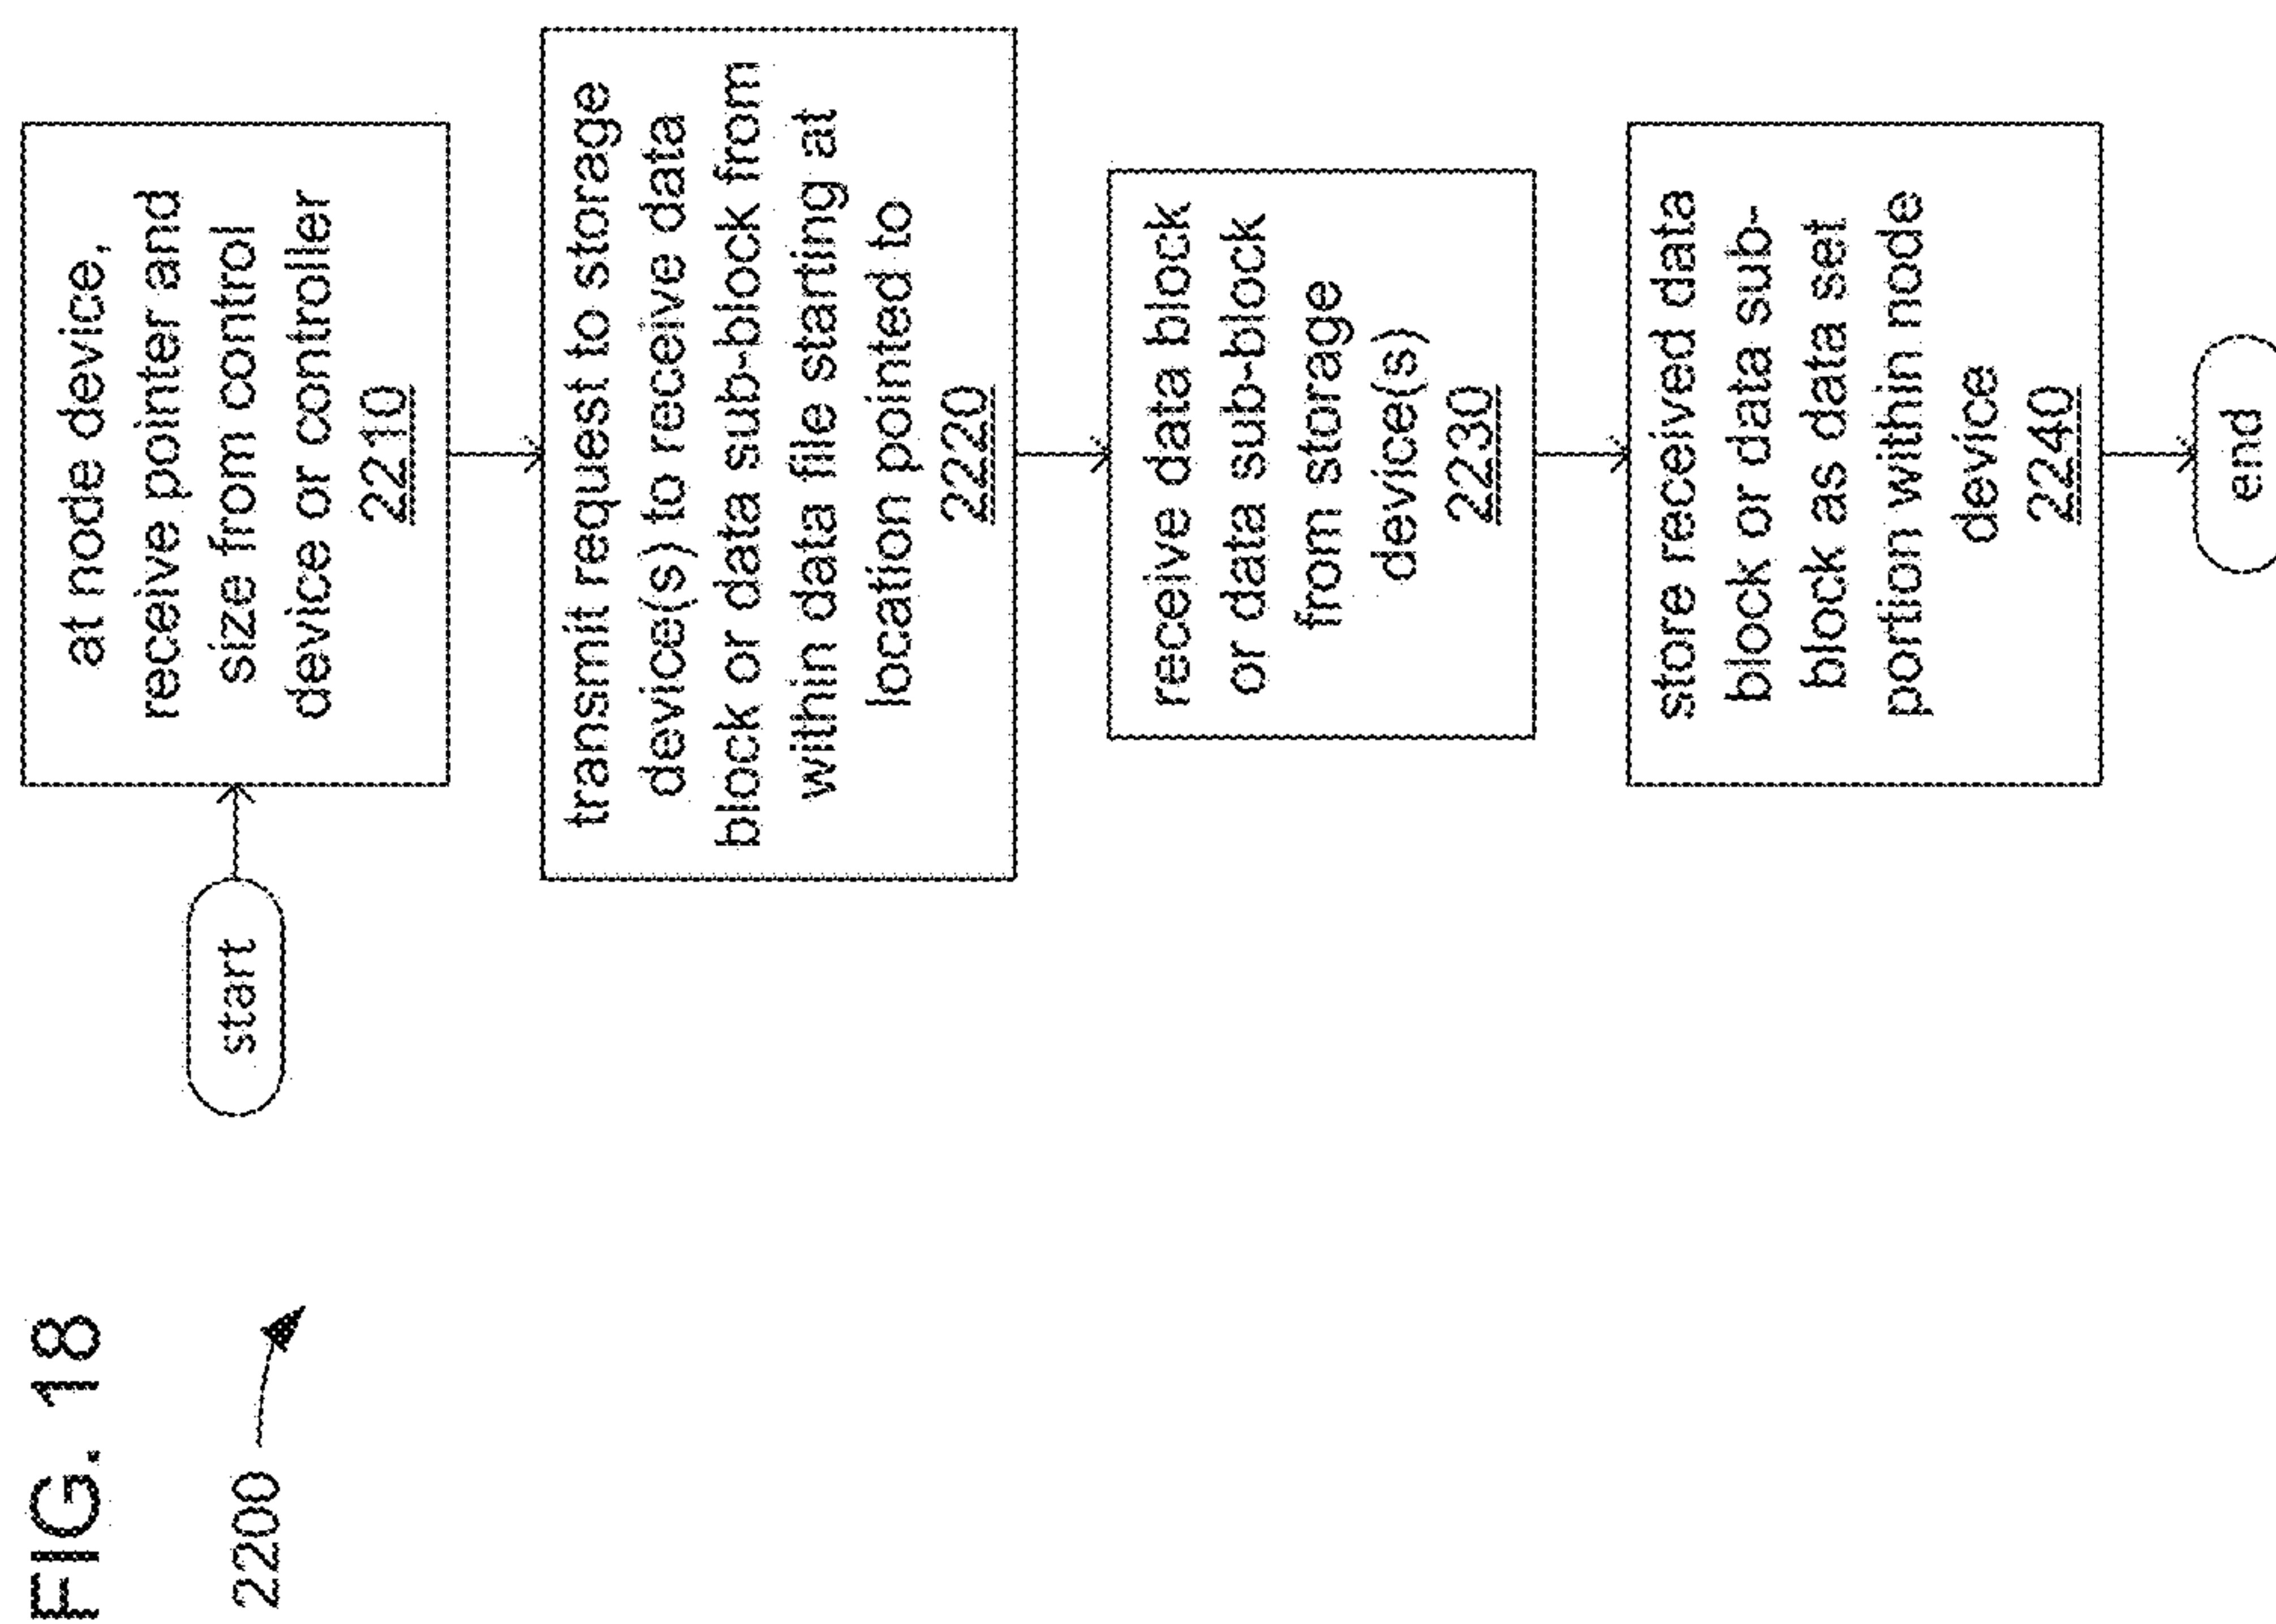 FIG. 18
2200
start
at node device,
receive pointer and
size from control
device or controller
2210
transmit request to storage
device(s) to receive data
block or data sub-block from
within data file starting at
location pointed to
2220
receive data block
or data sub-block
from storage
device(s)
2230
store received data
block or data sub-
block as data set
portion within node
device
2240
end